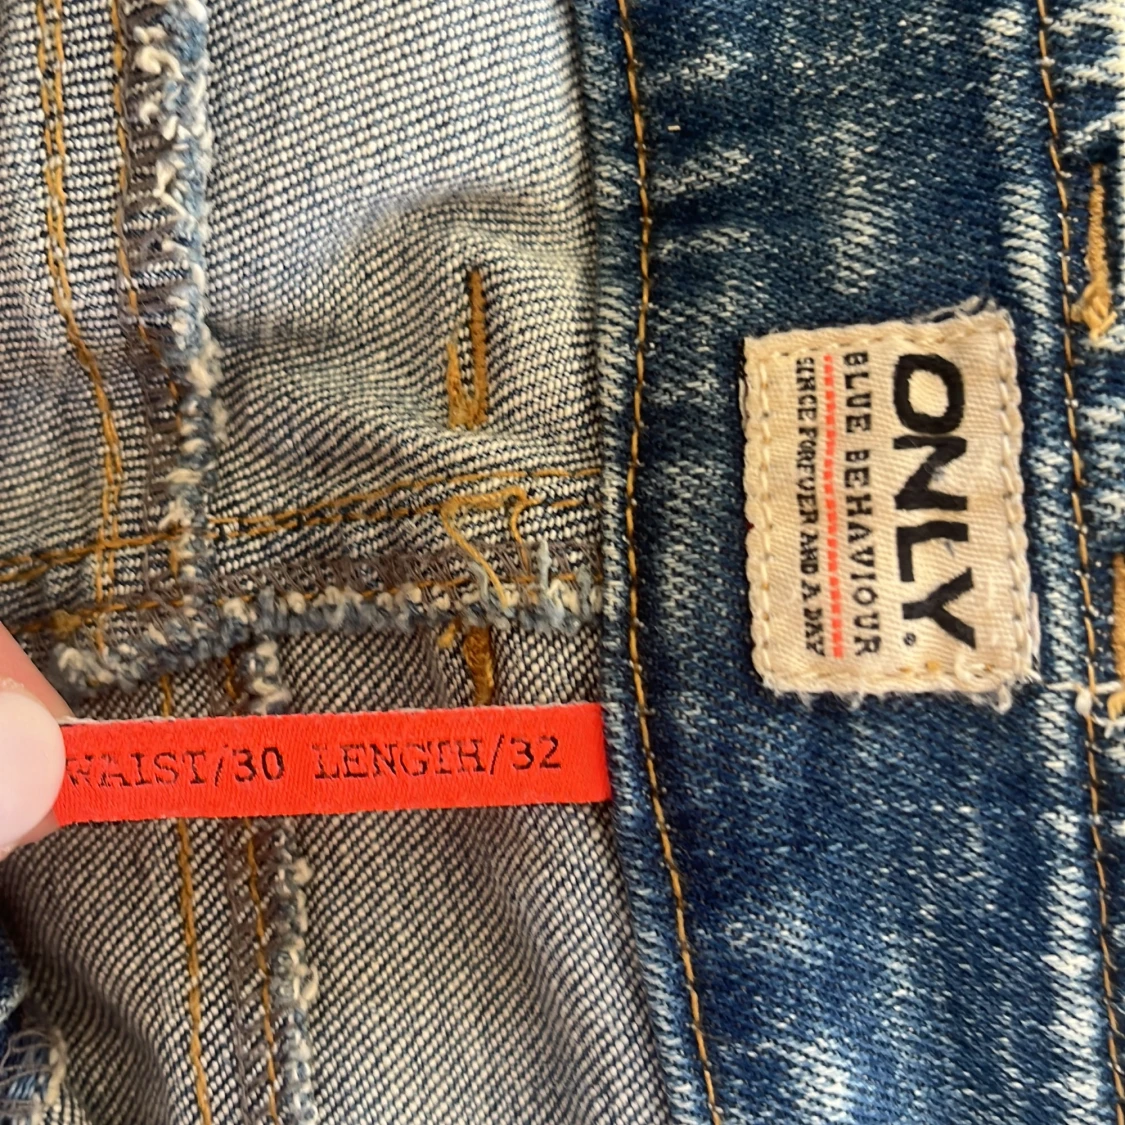 ONLY®
BLUE BEHAVIOUR
SINCE FOREVER AND A DAY
WAIST/30 LENGTH/32